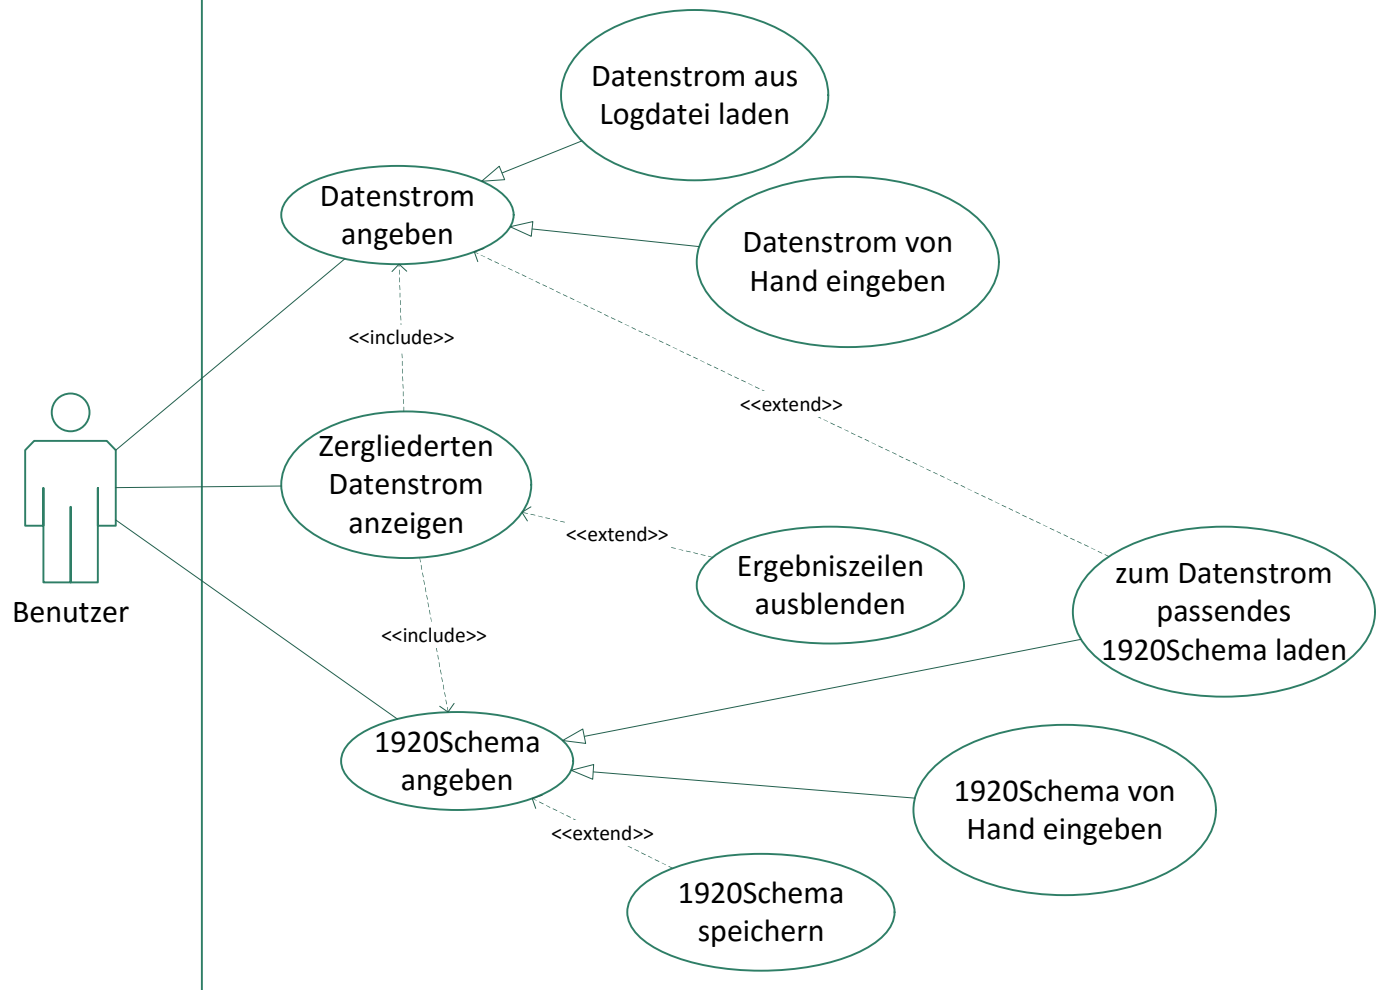 Datenstrom aus
Logdatei laden
Datenstrom
angeben
Datenstrom von
Hand eingeben
<<include>>
<<extend>>
Zergliederten
Datenstrom
anzeigen
<<extend>>
Ergebniszeilen
ausblenden
zum Datenstrom
passendes
1920Schema laden
Benutzer
<<include>>
1920Schema
angeben
1920Schema von
Hand eingeben
<<extend>>
1920Schema
speichern